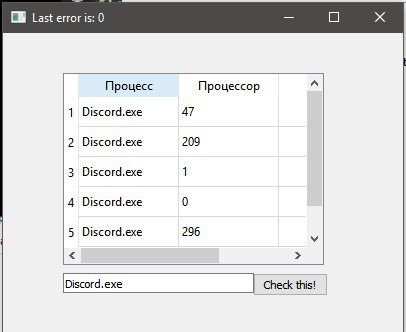 Last error is: 0
Процесс Процессор
1 Discord.exe 47
2 Discord.exe 209
3 Discord.exe 1
4 Discord.exe 0
5 Discord.exe 296
Discord.exe Check this!